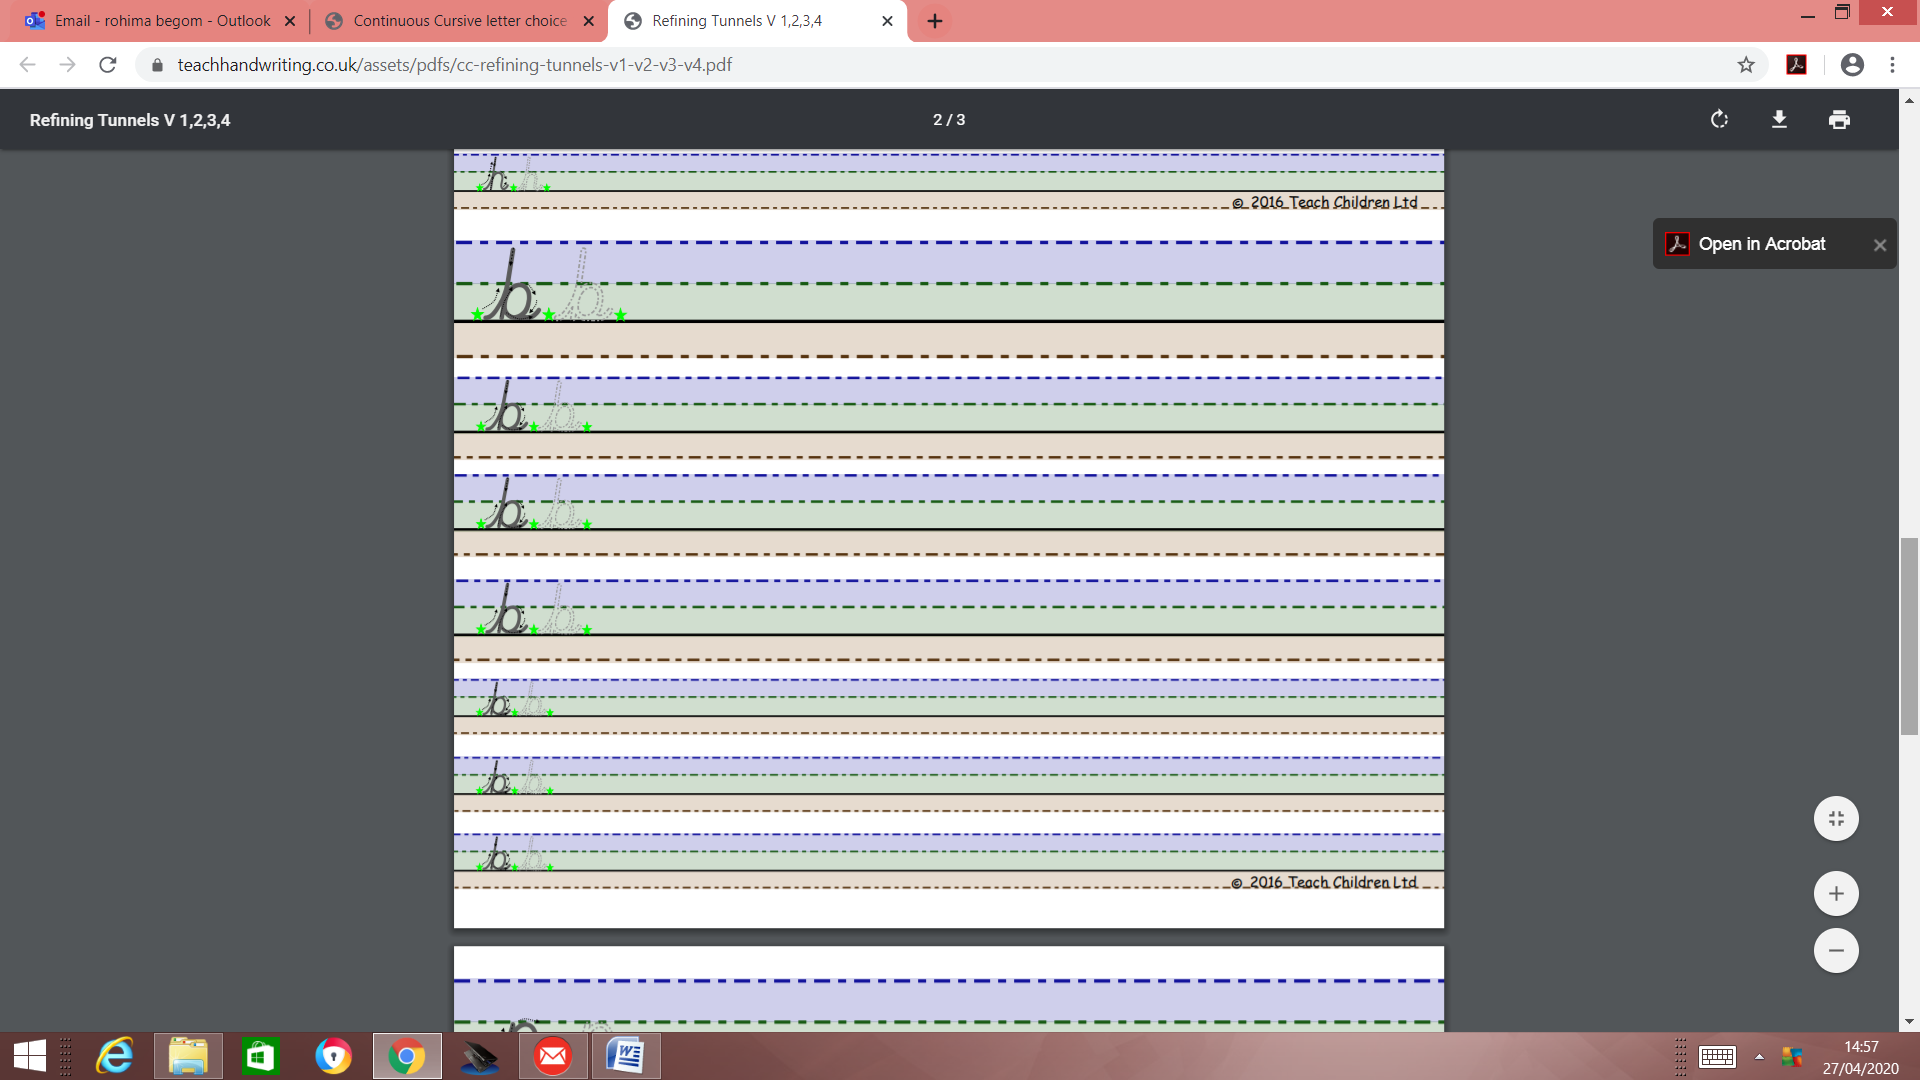 Email - rohima begom - Outlook
Continuous Cursive letter choice
Refining Tunnels V 1,2,3,4
teachhandwriting.co.uk/assets/pdfs/cc-refining-tunnels-v1-v2-v3-v4.pdf
Refining Tunnels V 1,2,3,4
2 / 3
h h
© 2016 Teach Children Ltd
Open in Acrobat
b b
b b
b b
b b
b b
b b
b b
© 2016 Teach Children Ltd
14:57
27/04/2020